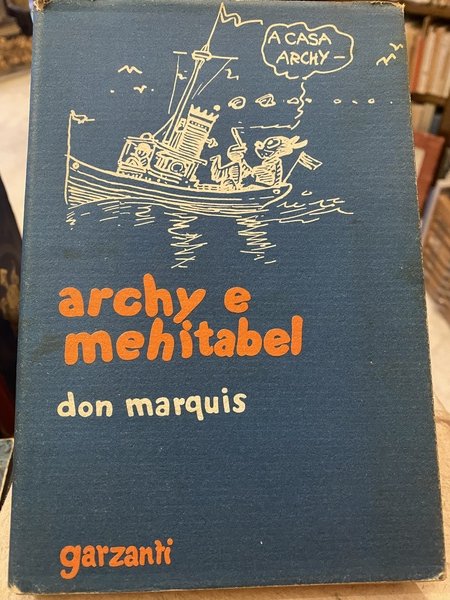 A CASA
ARCHY —
archy e
mehitabel
don marquis
garzanti